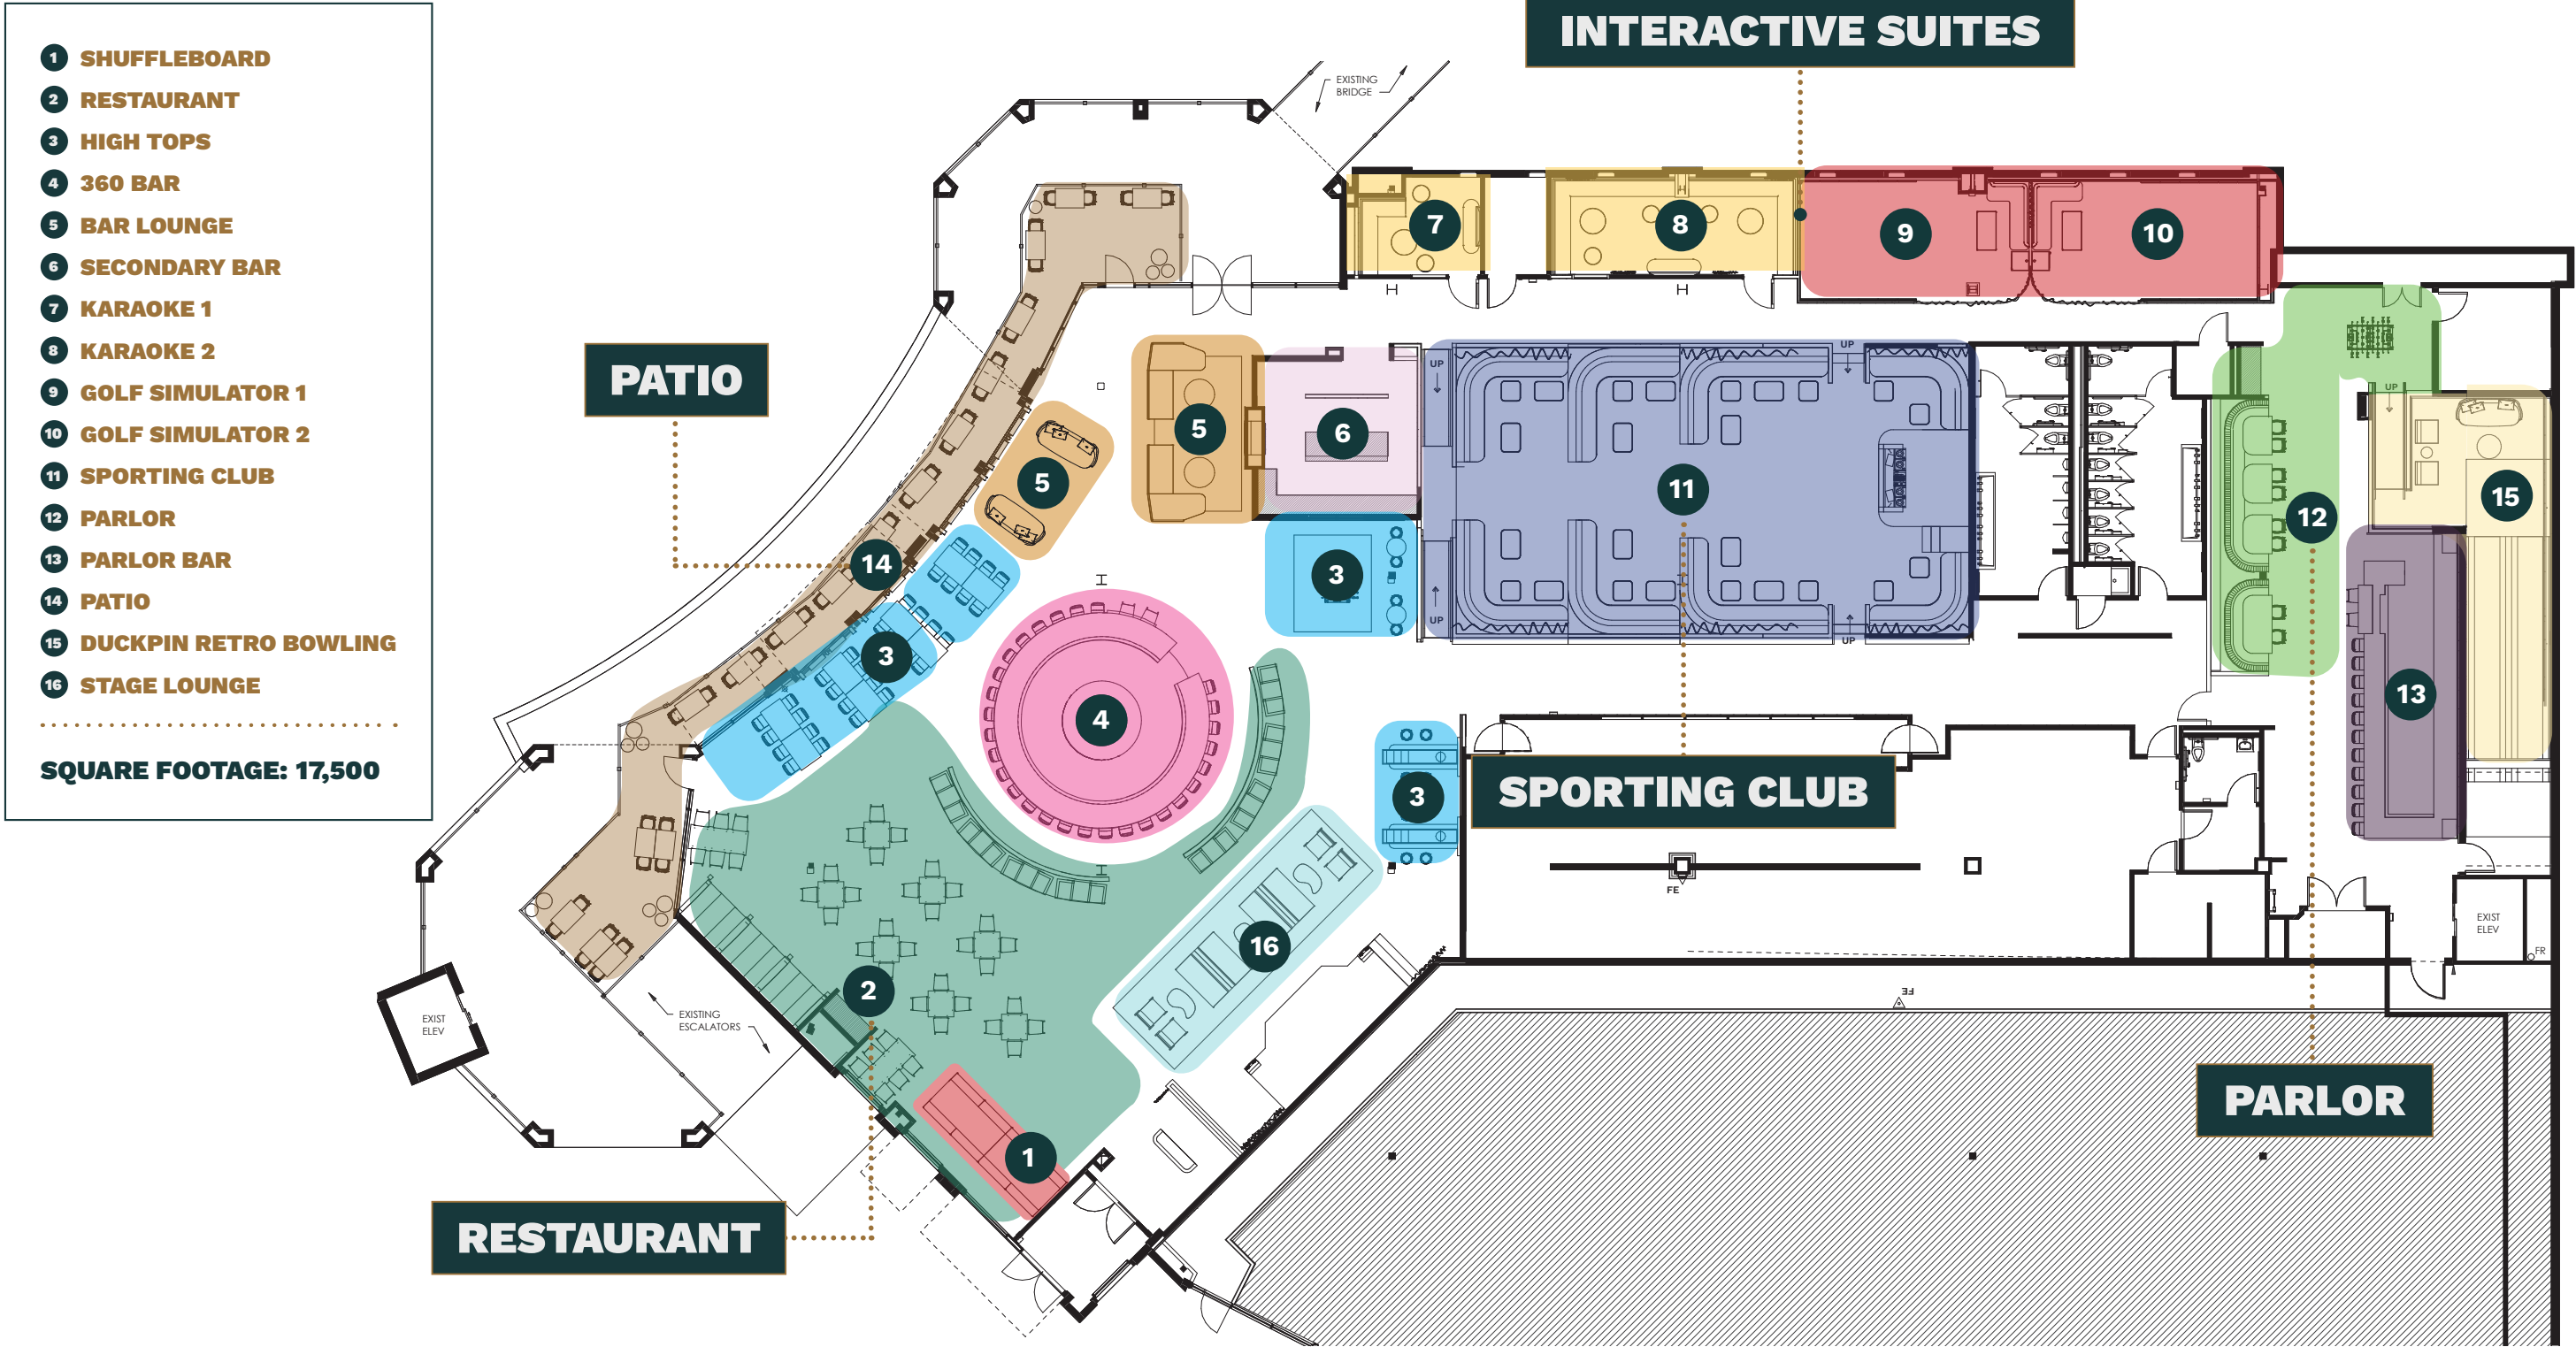 1 SHUFFLEBOARD
2 RESTAURANT
3 HIGH TOPS
4 360 BAR
5 BAR LOUNGE
6 SECONDARY BAR
7 KARAOKE 1
8 KARAOKE 2
9 GOLF SIMULATOR 1
10 GOLF SIMULATOR 2
11 SPORTING CLUB
12 PARLOR
13 PARLOR BAR
14 PATIO
15 DUCKPIN RETRO BOWLING
16 STAGE LOUNGE
SQUARE FOOTAGE: 17,500
INTERACTIVE SUITES
EXISTING
BRIDGE
7
8
9
10
PATIO
UP
UP
UP
5
6
5
11
12
15
14
3
3
UP
UP
4
13
3
SPORTING CLUB
FE
16
2
EXIST
ELEV
FR
EXIST
ELEV
EXISTING
ESCALATORS
FE
PARLOR
1
RESTAURANT